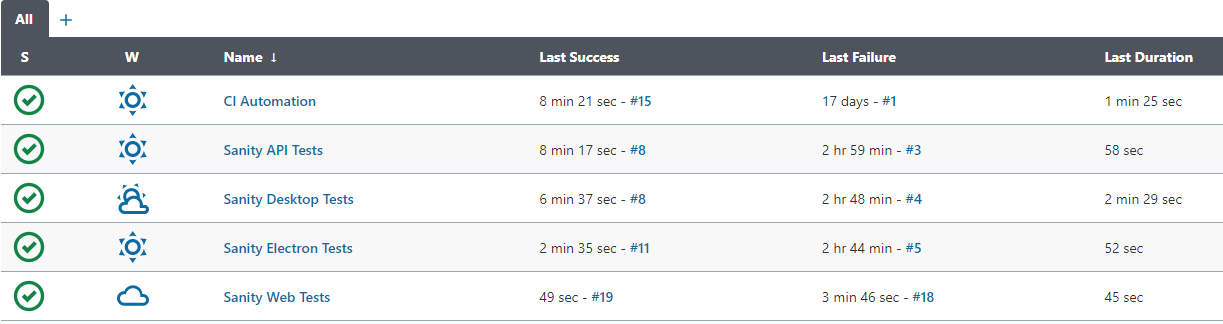 All +
S W Name ↓ Last Success Last Failure Last Duration
CI Automation 8 min 21 sec - #15 17 days - #1 1 min 25 sec
Sanity API Tests 8 min 17 sec - #8 2 hr 59 min - #3 58 sec
Sanity Desktop Tests 6 min 37 sec - #8 2 hr 48 min - #4 2 min 29 sec
Sanity Electron Tests 2 min 35 sec - #11 2 hr 44 min - #5 52 sec
Sanity Web Tests 49 sec - #19 3 min 46 sec - #18 45 sec